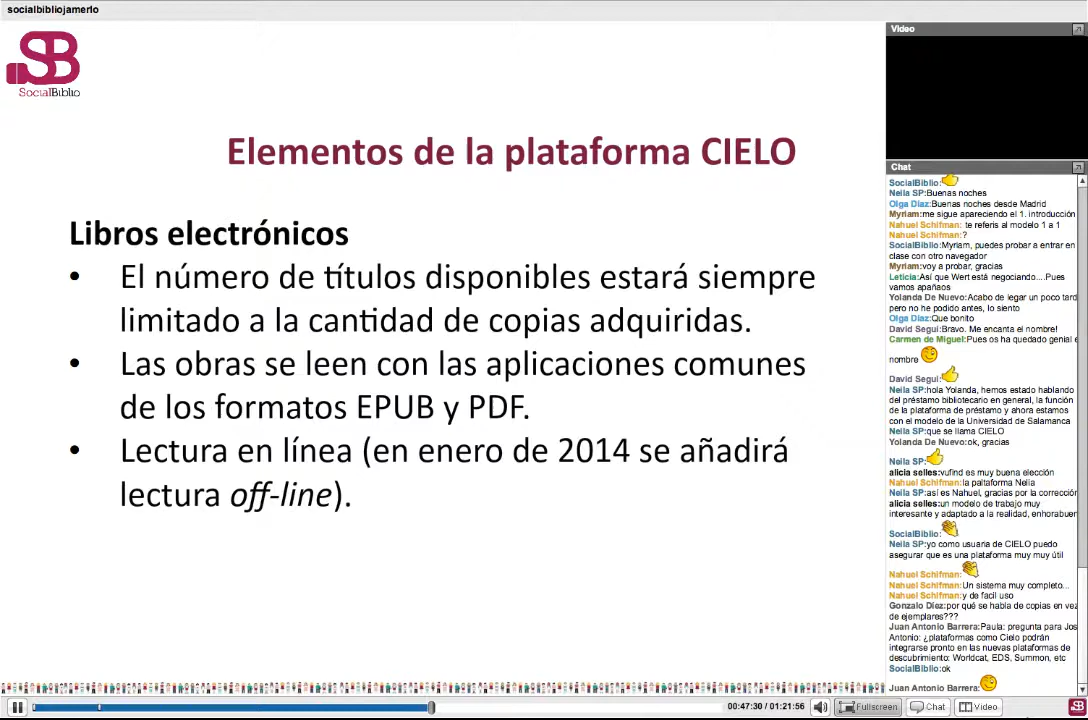 socialbibliojamerlo
SB
SocialBiblio
Elementos de la plataforma CIELO
Libros electrónicos
• El número de títulos disponibles estará siempre
limitado a la cantidad de copias adquiridas.
• Las obras se leen con las aplicaciones comunes
de los formatos EPUB y PDF.
• Lectura en línea (en enero de 2014 se añadirá
lectura off-line).
Video
Chat
SocialBiblio:
Neila SP:Buenas noches
Olga Díaz:Buenas noches desde Madrid
Myriam:me sigue apareciendo el 1. introducción
Nahuel Schifman: te referis al modelo 1 a 1
Nahuel Schifman:?
SocialBiblio:Myriam, puedes probar a entrar en
clase con otro navegador
Myriam:voy a probar, gracias
Leticia:Así que Wert está negociando....Pues
vamos apañaos
Yolanda De Nuevo:Acabo de legar un poco tard
pero no he podido antes, lo siento
Olga Díaz:Que bonito
David Seguí:Bravo. Me encanta el nombre!
Carmen de Miguel:Pues os ha quedado genial e
nombre
David Seguí:
Neila SP:hola Yolanda, hemos estado hablando
del préstamo bibliotecario en general, la función
de la plataforma de préstamo y ahora estamos
con el modelo de la Universidad de Salamanca
Neila SP:que se llama CIELO
Yolanda De Nuevo:ok, gracias
Neila SP:
alicia selles:vufind es muy buena elección
Nahuel Schifman:la paltaforma Nelia
Neila SP:así es Nahuel, gracias por la corrección
alicia selles:un modelo de trabajo muy
interesante y adaptado a la realidad, enhorabuer
SocialBiblio:
Neila SP:yo como usuaria de CIELO puedo
asegurar que es una plataforma muy muy útil
Nahuel Schifman:
Nahuel Schifman:Un sistema muy completo...
Nahuel Schifman:y de facil uso
Gonzalo Díez:por qué se habla de copias en vez
de ejemplares???
Juan Antonio Barrera:Paula: pregunta para Jos
Antonio: ¿plataformas como Cielo podrán
integrarse pronto en las nuevas plataformas de
descubrimiento: Worldcat, EDS, Summon, etc
SocialBiblio:ok
Juan Antonio Barrera:
00:47:30 / 01:21:56
Fullscreen
Chat
Video
SB